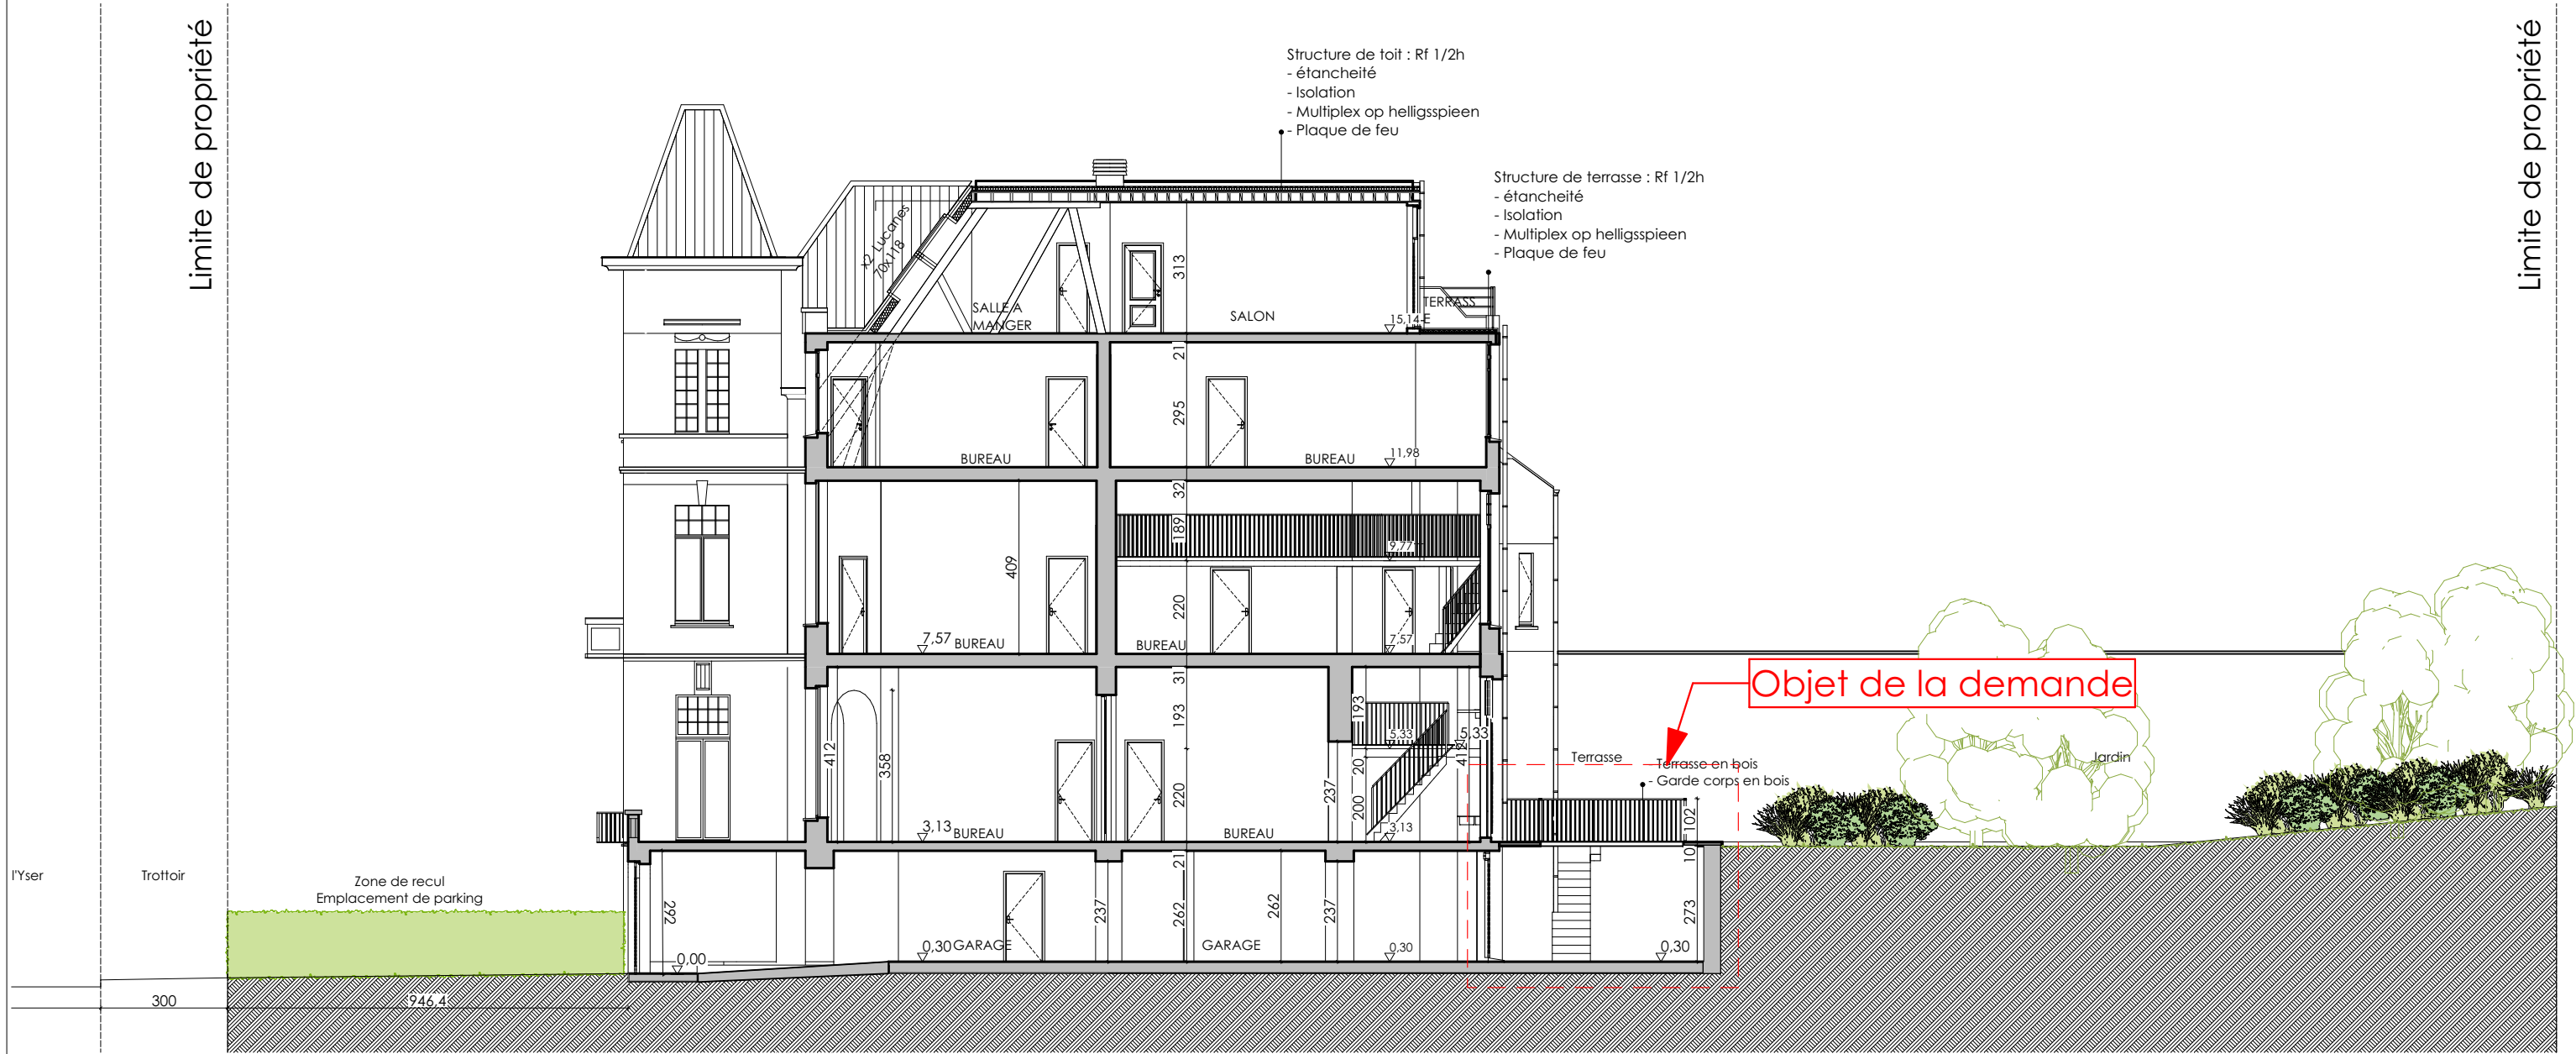 Limite de propriété
Limite de propriété
Structure de toit : Rf 1/2h
- étancheité
- Isolation
- Multiplex op helligsspieen
- Plaque de feu
Structure de terrasse : Rf 1/2h
- étancheité
- Isolation
- Multiplex op helligsspieen
- Plaque de feu
x2 Lucanes
70x118
313
SALLE A
MANGER
SALON
TERRASS
E
15,14
21
295
BUREAU
BUREAU
11,98
32
189
9,77
409
220
7,57
BUREAU
BUREAU
7,57
31
Objet de la demande
193
193
412
358
5,33
5,33
412
20
220
237
200
Terrasse
- Terrasse en bois
- Garde corps en bois
Jardin
3,13
BUREAU
BUREAU
3,13
102
10
21
l'Yser
Trottoir
Zone de recul
Emplacement de parking
292
237
262
262
237
273
0,00
0,30
GARAGE
GARAGE
0,30
0,30
300
946,4